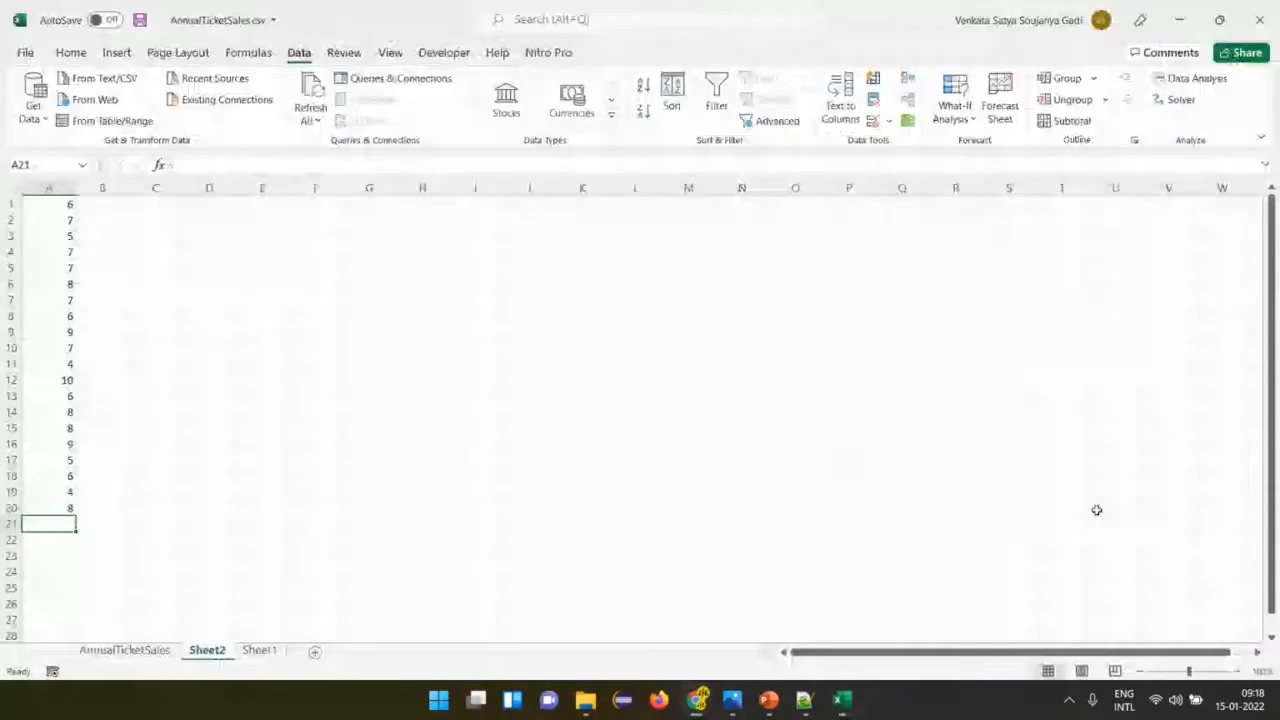 AutoSave Off AnnualTicketSales.csv Search (Alt+Q) Venkata Satya Soujanya Gadi
File Home Insert Page Layout Formulas Data Review View Developer Help Nitro Pro Comments Share
Get Data From Text/CSV From Web From Table/Range Recent Sources Existing Connections
Get & Transform Data
Refresh All Queries & Connections
Queries & Connections
Stocks Currencies
Data Types
Sort Filter Advanced
Sort & Filter
Text to Columns
Data Tools
What-If Analysis Forecast Sheet
Forecast
Group Ungroup Subtotal
Outline
Data Analysis Solver
Analyze
A21 fx
A B C D E F G H I J K L M N O P Q R S T U V W
1 6
2 7
3 5
4 7
5 7
6 8
7 7
8 6
9 9
10 7
11 4
12 10
13 6
14 8
15 8
16 9
17 5
18 6
19 4
20 8
21
22
23
24
25
26
27
28
AnnualTicketSales Sheet2 Sheet1
Ready 100%
ENG INTL 09:18 15-01-2022